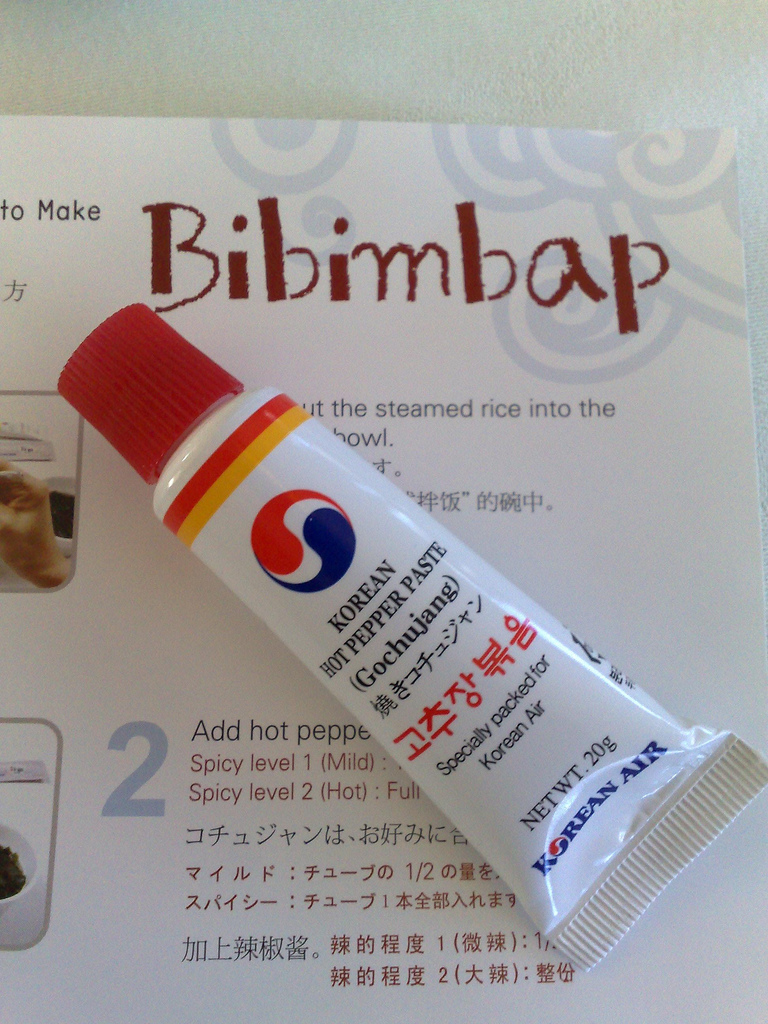 to Make
Bibimbap
方
ut the steamed rice into the
bowl.
す。
拌饭”的碗中。
KOREAN
HOT PEPPER PASTE
(Gochujang)
焼きコチュジャン
고추장볶음
Specially packed for
Korean Air
NET WT. 20g
KOREAN AIR
2
Add hot peppe
Spicy level 1 (Mild) :
Spicy level 2 (Hot) : Full
コチュジャンは、お好みに合
マイルド：チューブの 1/2 の量を
スパイシー：チューブ1本全部入れます
加上辣椒酱。辣的程度 1(微辣)：1/
辣的程度 2(大辣)：整份